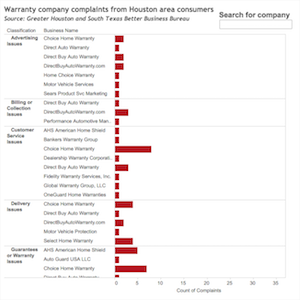 Warranty company complaints from Houston area consumers
Source: Greater Houston and South Texas Better Business Bureau
Search for company
Classification Business Name
Advertising Issues Choice Home Warranty
Direct Auto Warranty
Direct Buy Auto Warranty
DirectBuyAutoWarranty.com
Home Choice Warranty
Motor Vehicle Services
Sears Product Svc Marketing
Billing or Collection Issues Direct Buy Auto Warranty
DirectBuyAutoWarranty.com
Performance Automotive Man..
Customer Service Issues AHS American Home Shield
Bankers Warranty Group
Choice Home Warranty
Dealership Warranty Corporati..
Direct Buy Auto Warranty
Fidelity Warranty Services, Inc.
Global Warranty Group, LLC
OneGuard Home Warranties
Delivery Issues Choice Home Warranty
Direct Buy Auto Warranty
Motor Vehicle Protection
Select Home Warranty
Guarantee or Warranty Issues AHS American Home Shield
Auto Guard USA LLC
Choice Home Warranty
Direct Buy Auto Warranty
0 5 10 15 20 25 30 35
Count of Complaints